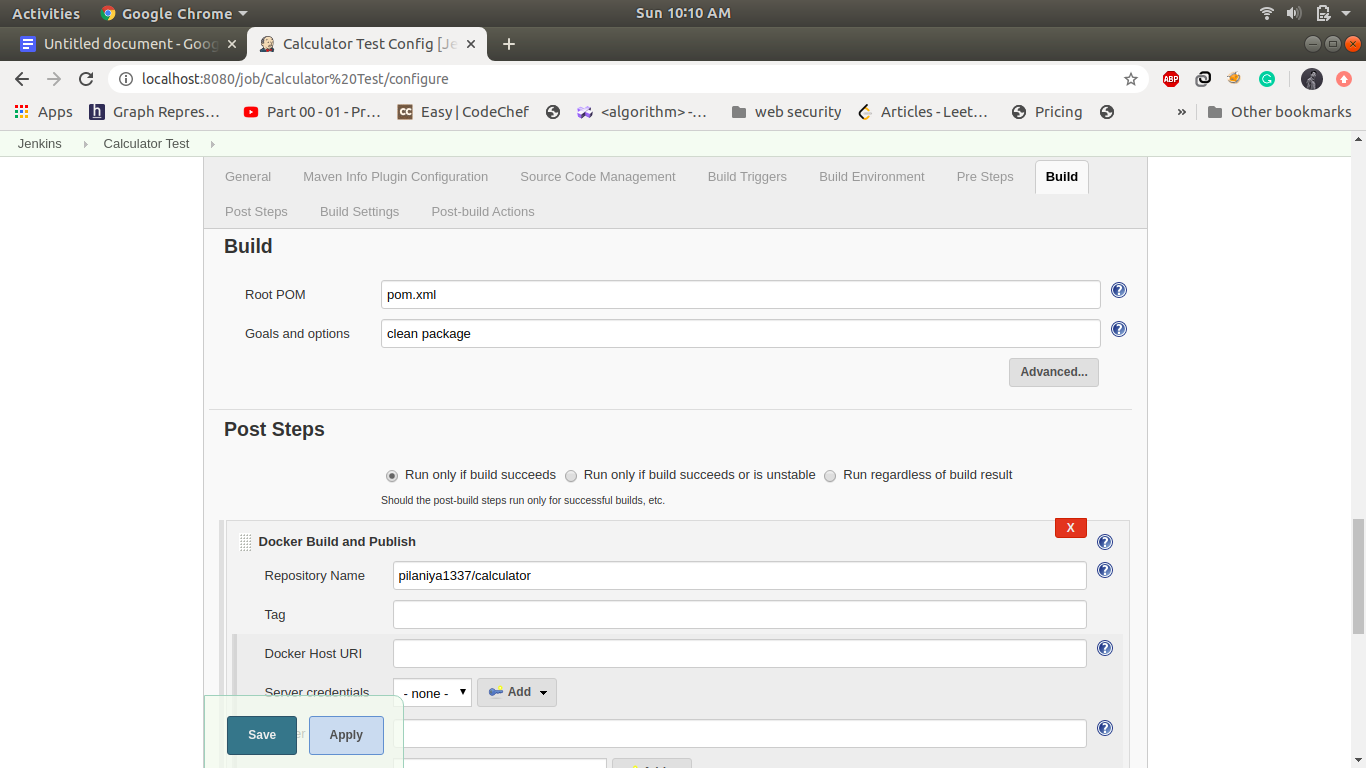 Activities Google Chrome Sun 10:10 AM
Untitled document - Goog Calculator Test Config [Je
localhost:8080/job/Calculator%20Test/configure ABP
Apps h Graph Repres… Part 00 - 01 - Pr… CC Easy | CodeChef <algorithm> -… web security Articles - Leet… Pricing » Other bookmarks
Jenkins Calculator Test
General Maven Info Plugin Configuration Source Code Management Build Triggers Build Environment Pre Steps Build
Post Steps Build Settings Post-build Actions
Build
Root POM pom.xml
Goals and options clean package
Advanced...
Post Steps
Run only if build succeeds Run only if build succeeds or is unstable Run regardless of build result
Should the post-build steps run only for successful builds, etc.
X
Docker Build and Publish
Repository Name pilaniya1337/calculator
Tag
Docker Host URI
Server credentials - none - Add
Save Apply